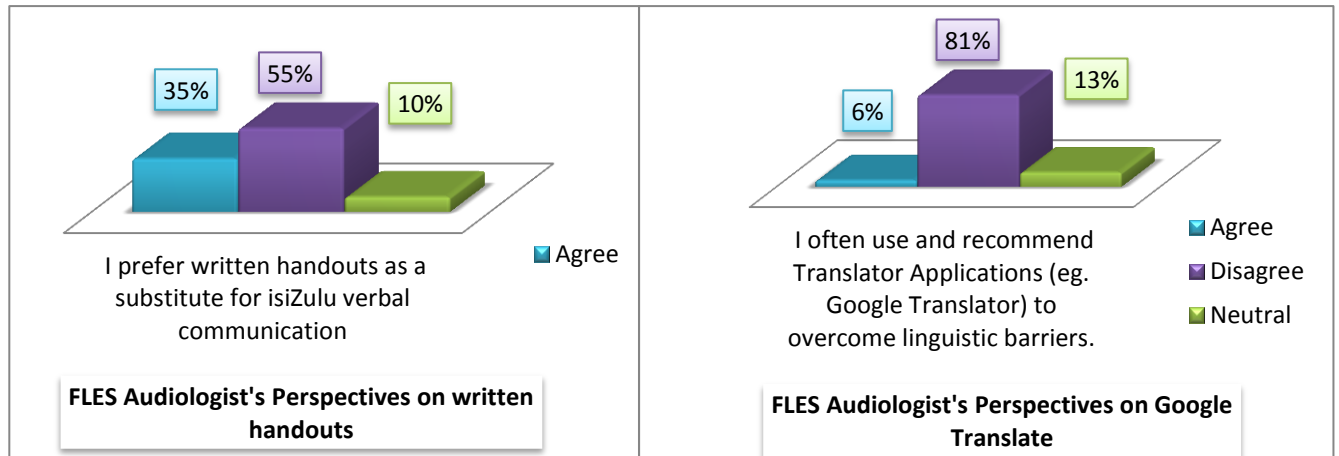 35%
55%
10%
Agree
I prefer written handouts as a
substitute for isiZulu verbal
communication
FLES Audiologist's Perspectives on written
handouts
6%
81%
13%
Agree
Disagree
Neutral
I often use and recommend
Translator Applications (eg.
Google Translator) to
overcome linguistic barriers.
FLES Audiologist's Perspectives on Google
Translate